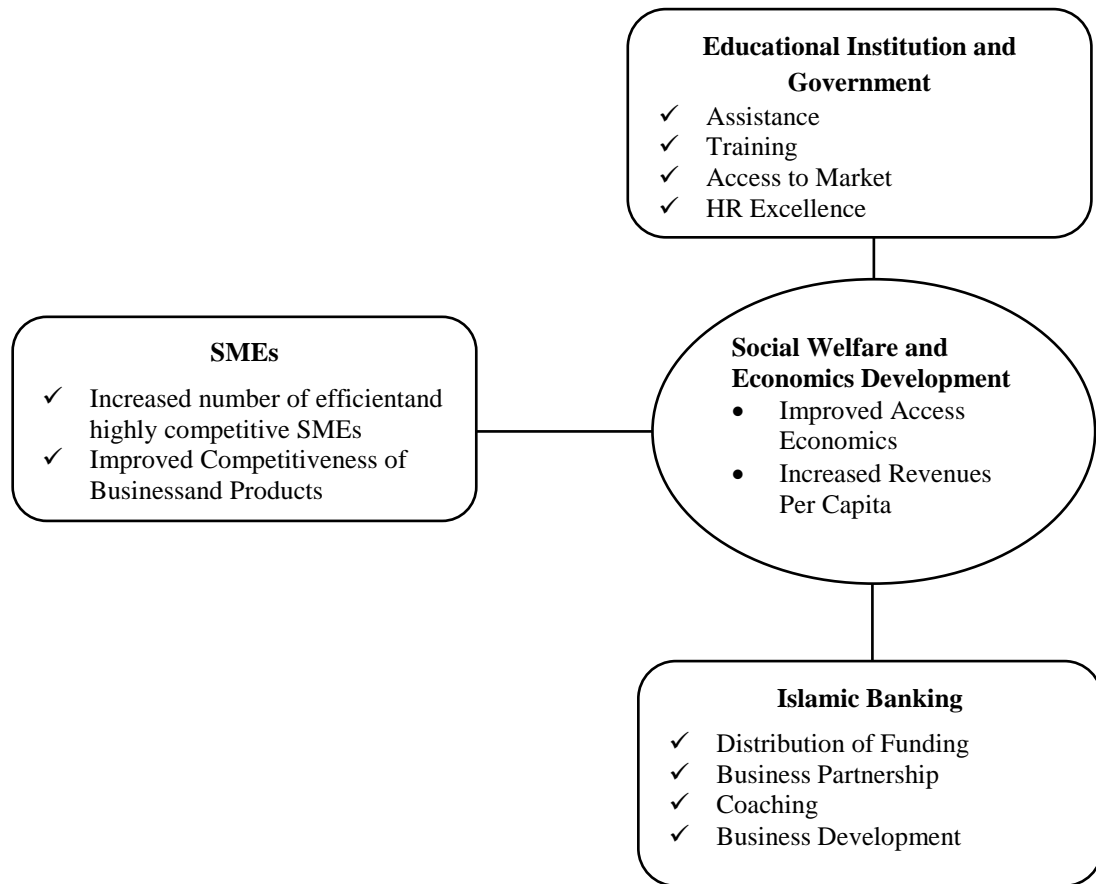 Educational Institution and
Government
✓ Assistance
✓ Training
✓ Access to Market
✓ HR Excellence
SMEs
✓ Increased number of efficientand
highly competitive SMEs
✓ Improved Competitiveness of
Businessand Products
Social Welfare and
Economics Development
• Improved Access
Economics
• Increased Revenues
Per Capita
Islamic Banking
✓ Distribution of Funding
✓ Business Partnership
✓ Coaching
✓ Business Development